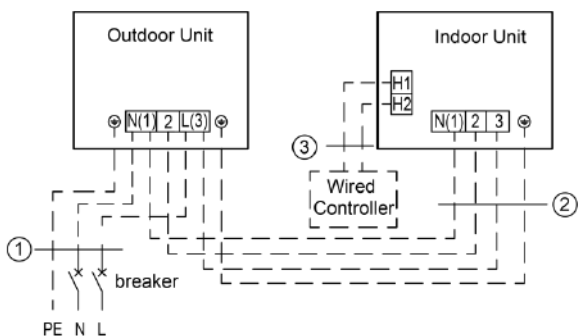 Outdoor Unit
Indoor Unit
H1
H2
N(1) 2 L(3)
N(1) 2 3
3
Wired
Controller
2
1
breaker
PE N L